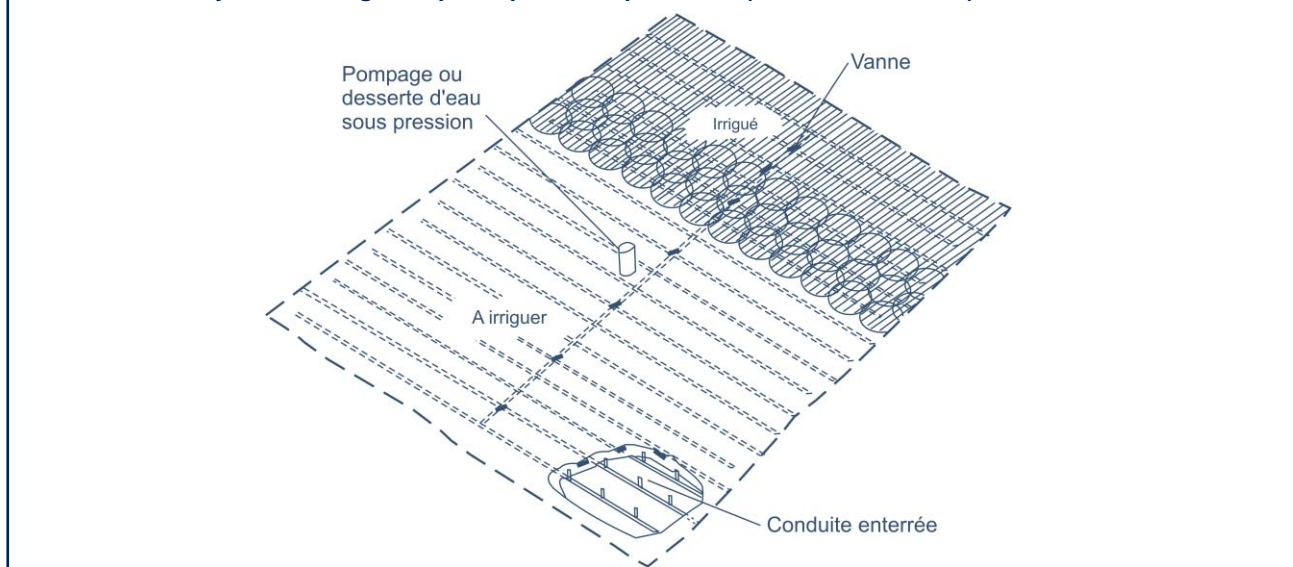 Pompage ou
desserte d'eau
sous pression
Vanne
Irrigué
A irriguer
Conduite enterrée